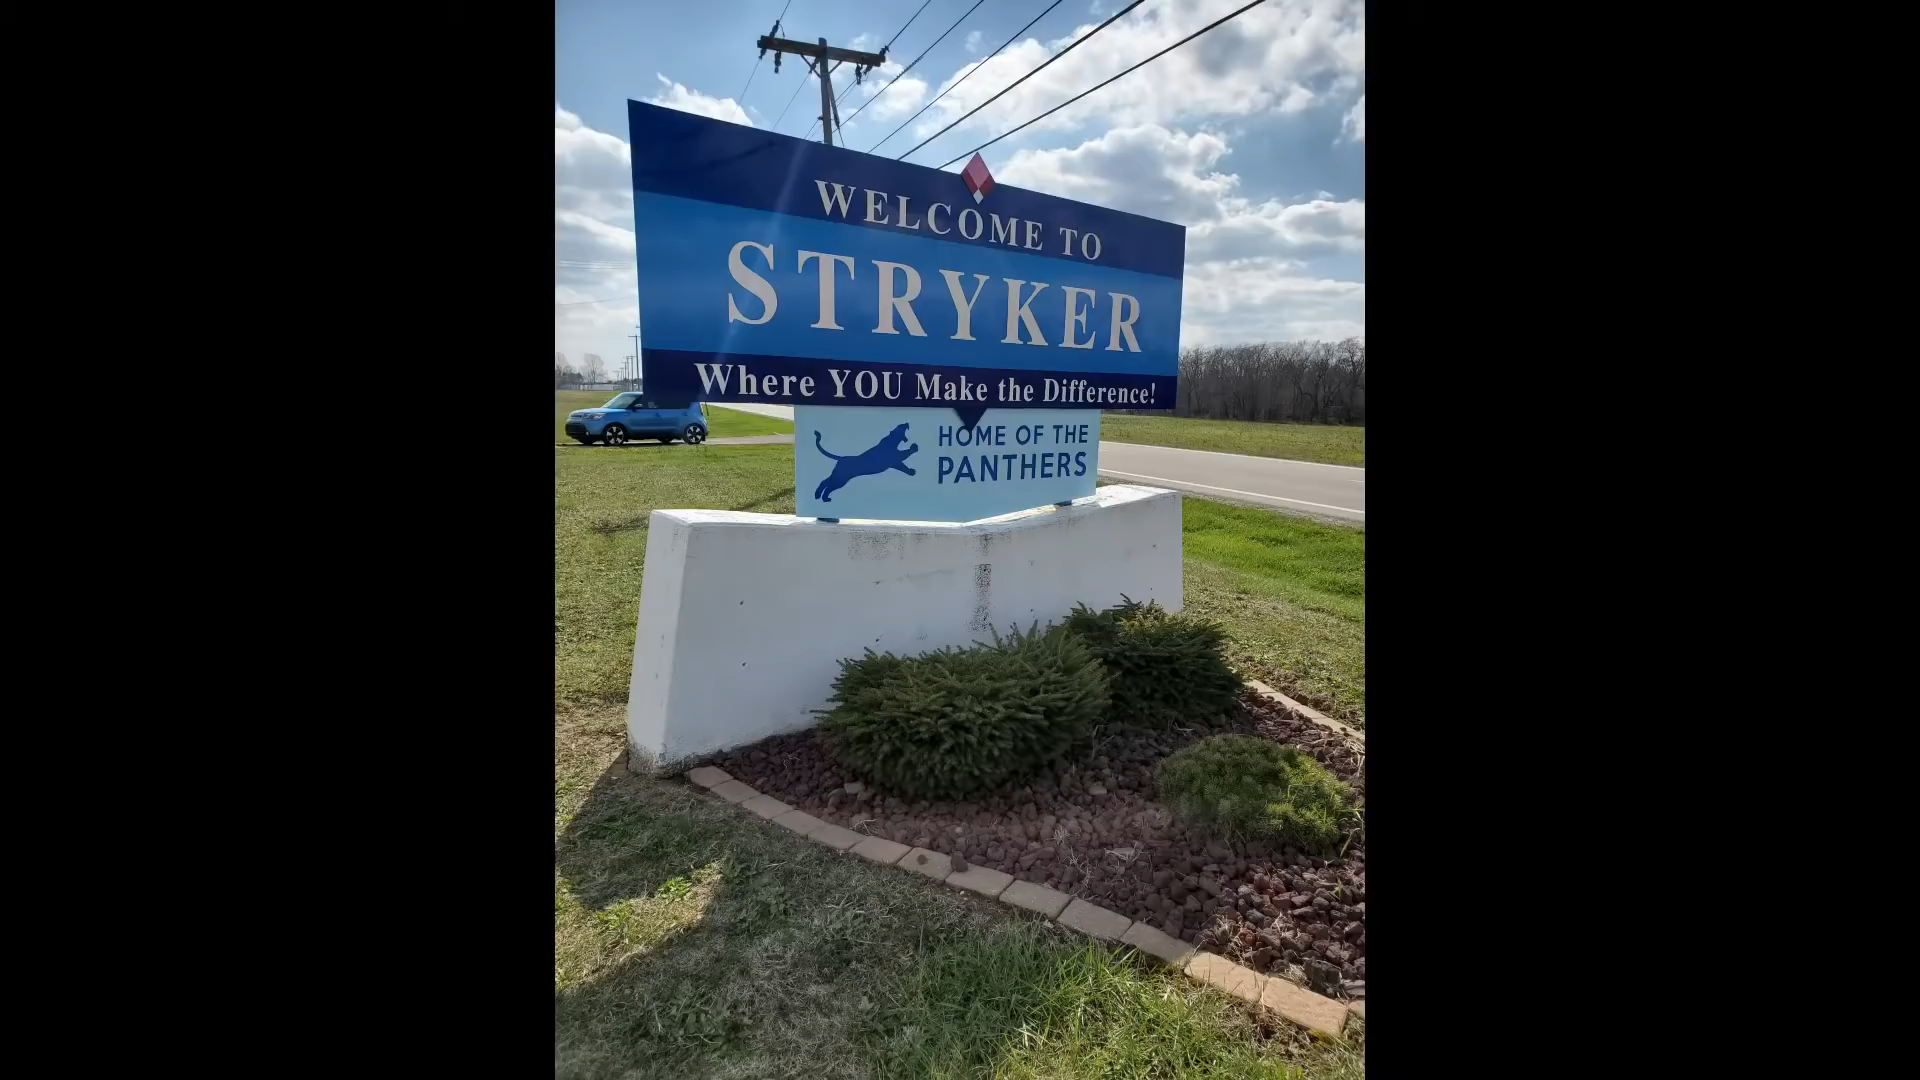 WELCOME TO
STRYKER
Where YOU Make the Difference!
HOME OF THE
PANTHERS